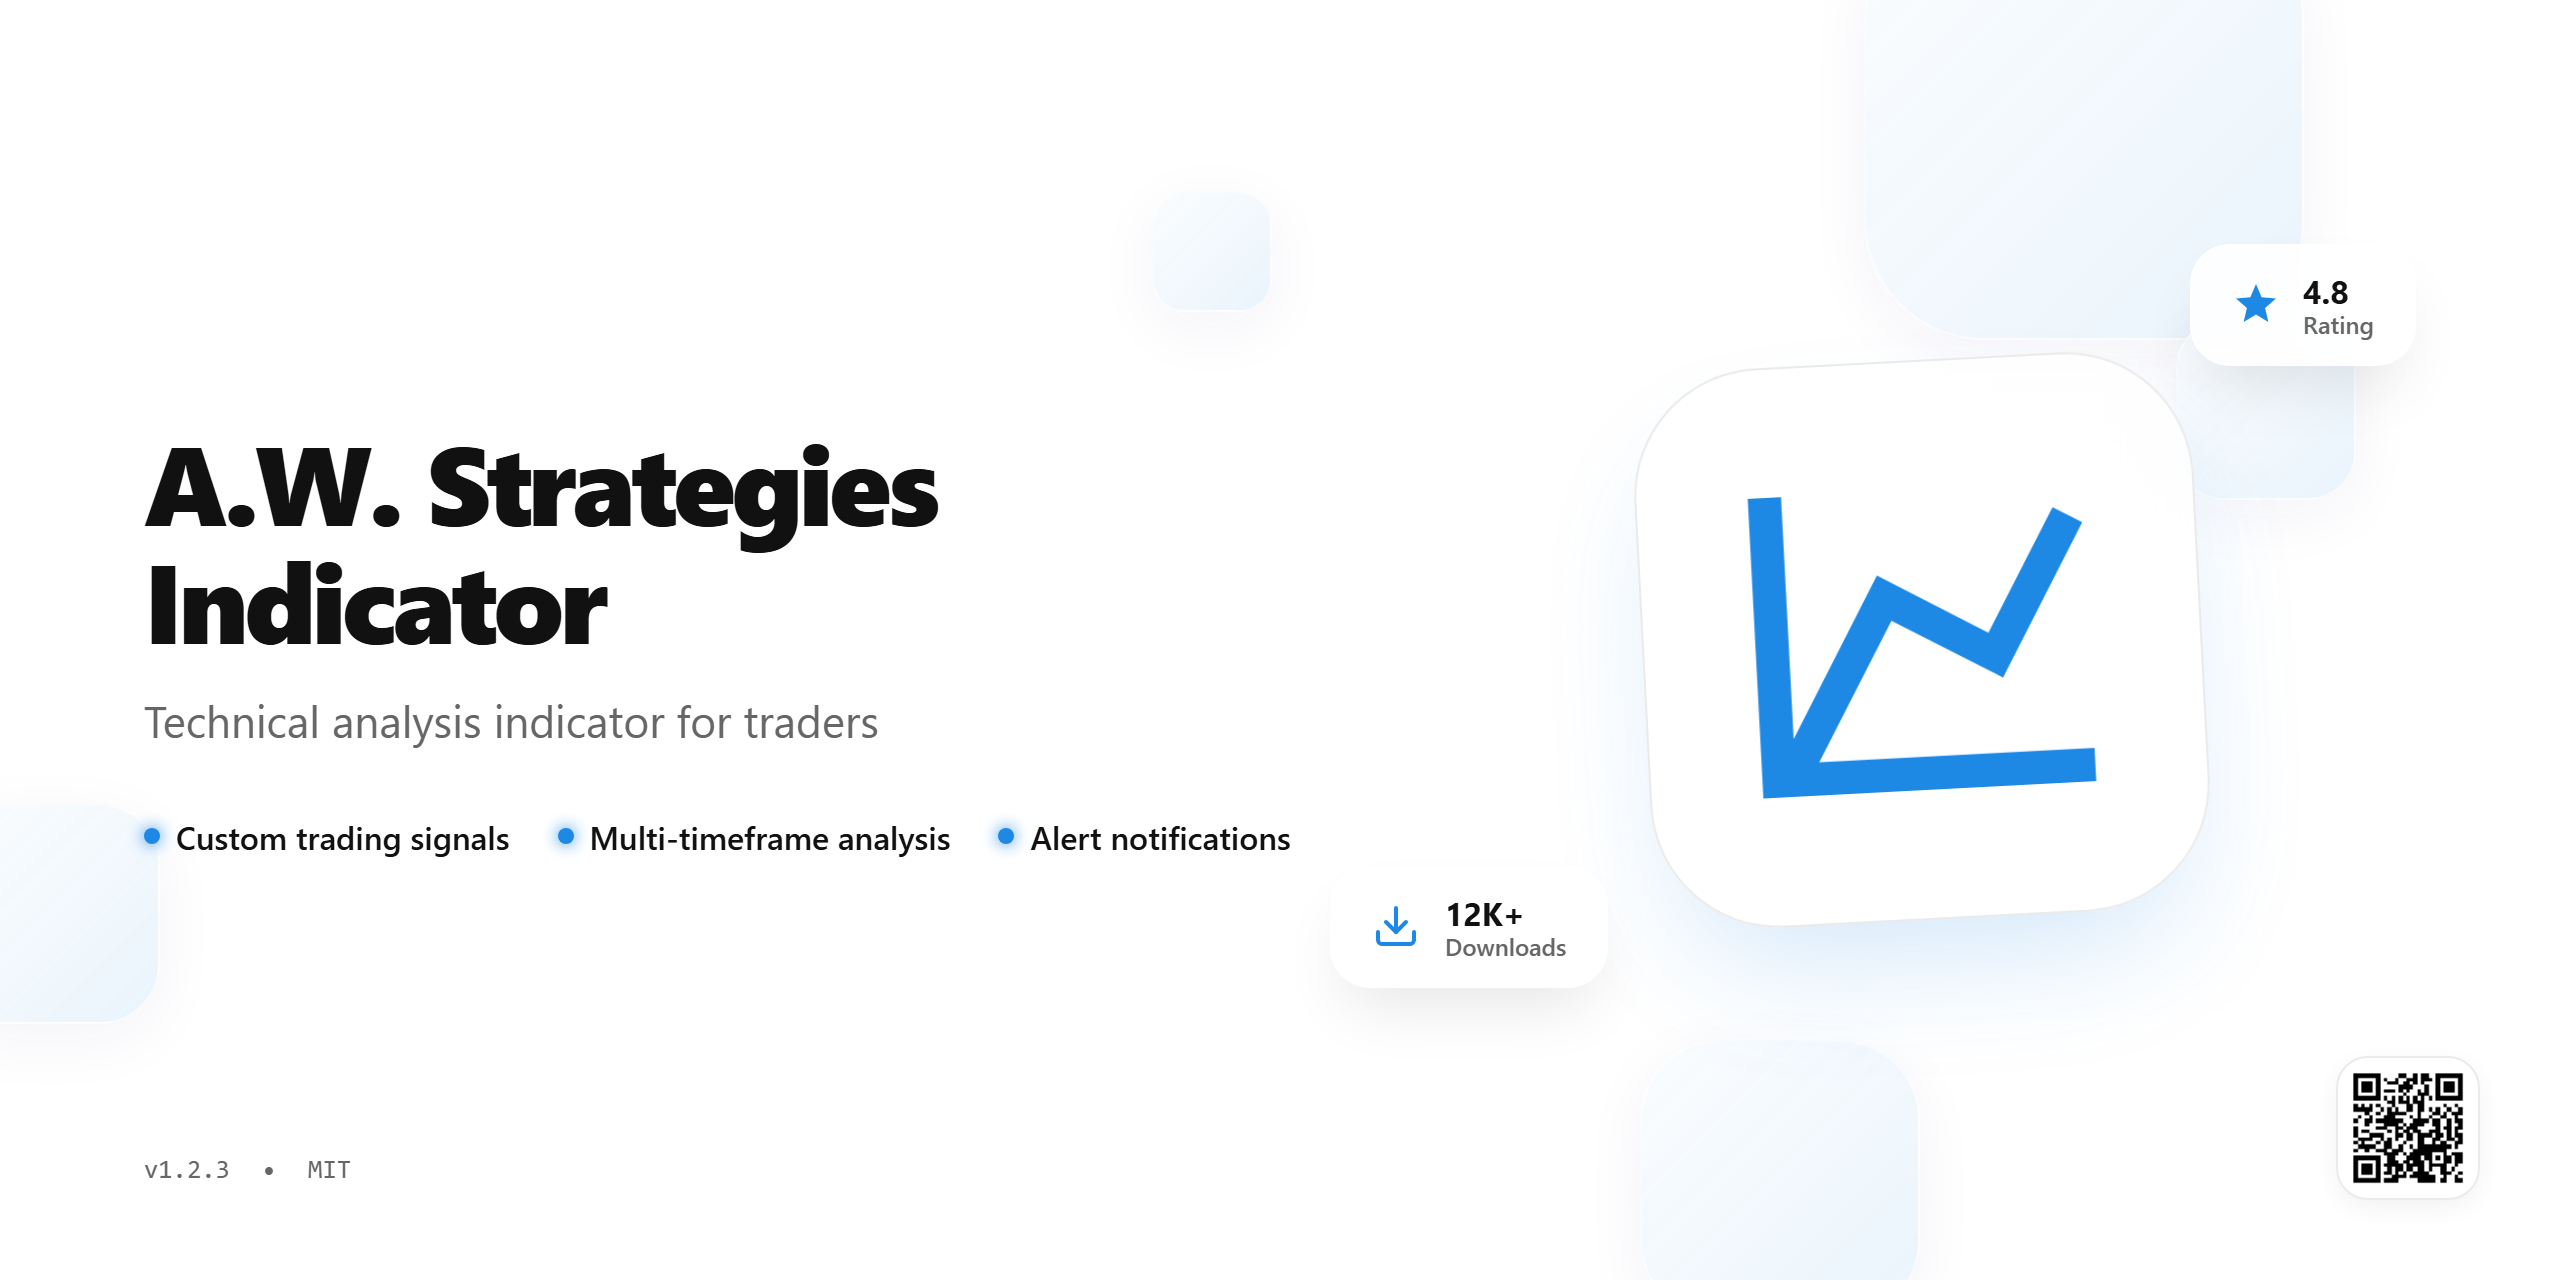 A.W. Strategies
Indicator
Technical analysis indicator for traders
Custom trading signals
Multi-timeframe analysis
Alert notifications
4.8
Rating
12K+
Downloads
v1.2.3 • MIT